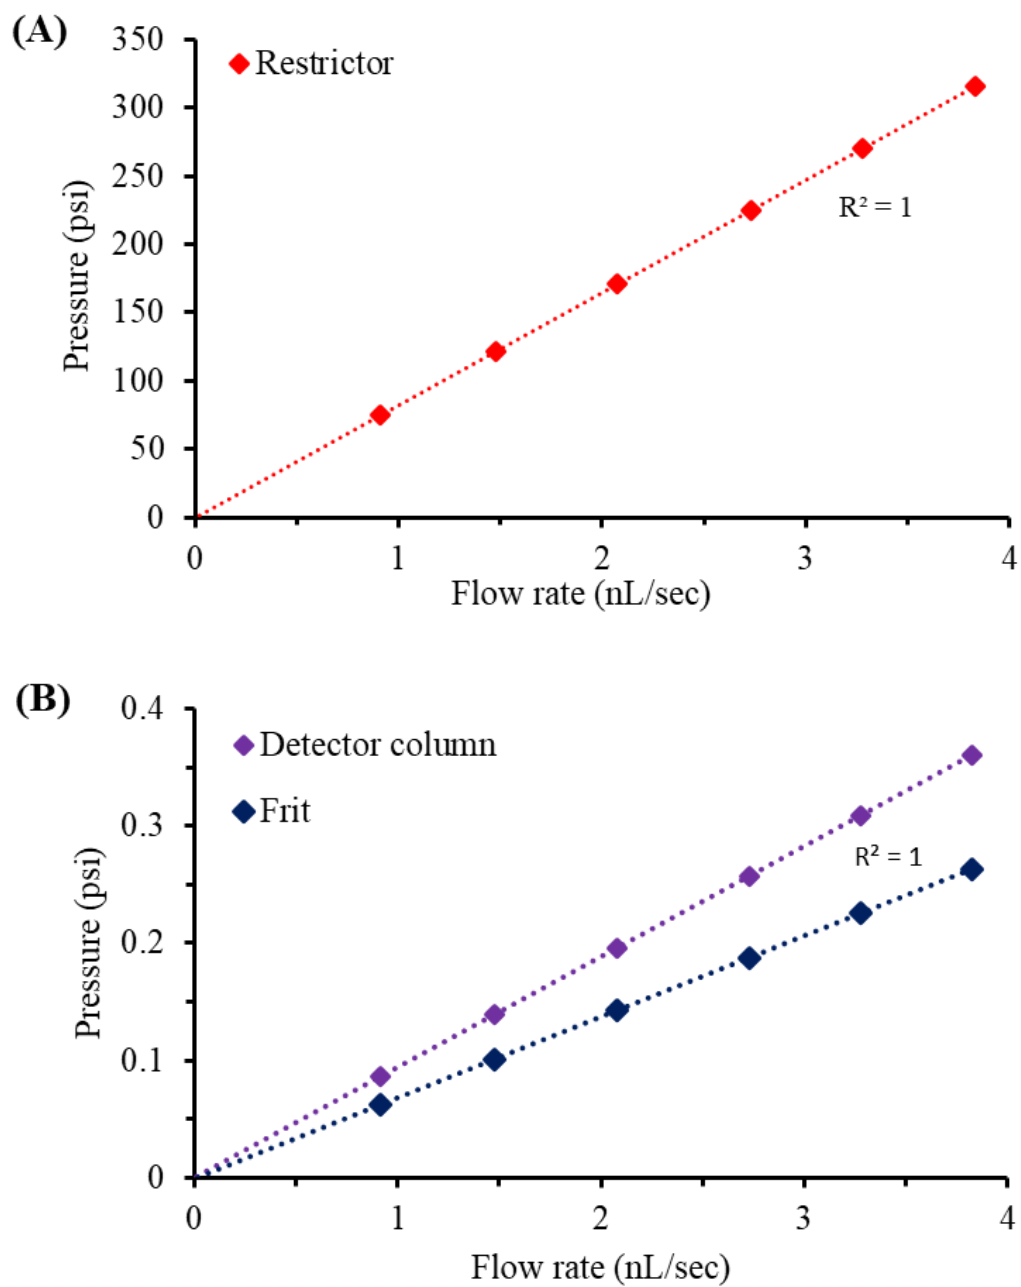 (A)
350
300
250
200
150
100
50
0
Pressure (psi)
Restrictor
R² = 1
0 1 2 3 4
Flow rate (nL/sec)
(B)
0.4
0.3
0.2
0.1
0
Pressure (psi)
Detector column
Frit
R² = 1
0 1 2 3 4
Flow rate (nL/sec)